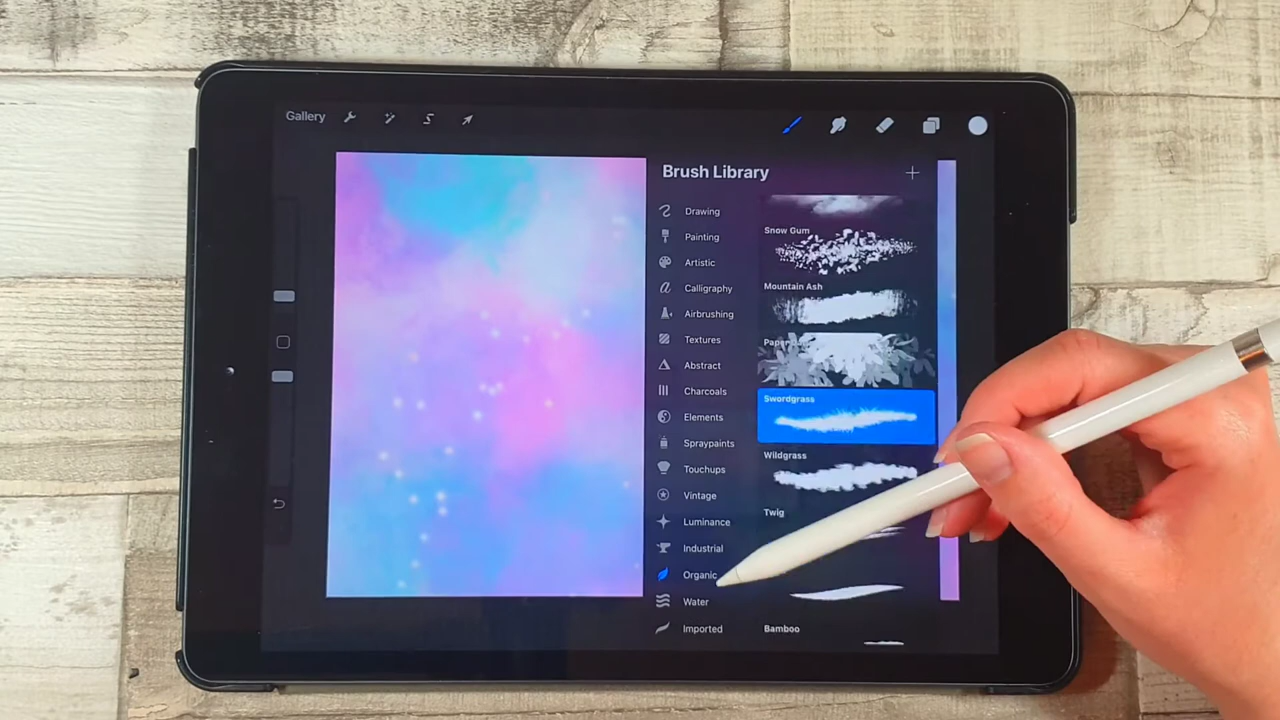 Gallery
Brush Library
Drawing
Painting
Artistic
Calligraphy
Airbrushing
Textures
Abstract
Charcoals
Elements
Spraypaints
Touchups
Vintage
Luminance
Industrial
Organic
Water
Imported
Snow Gum
Mountain Ash
Paper
Swordgrass
Wildgrass
Twig
Bamboo